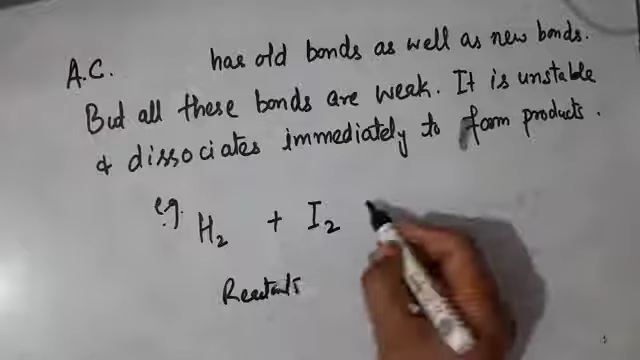 A.C. has old bonds as well as new bonds.
But all these bonds are weak. It is unstable
& dissociates immediately to form products.
e.g. H₂ + I₂
Reactants